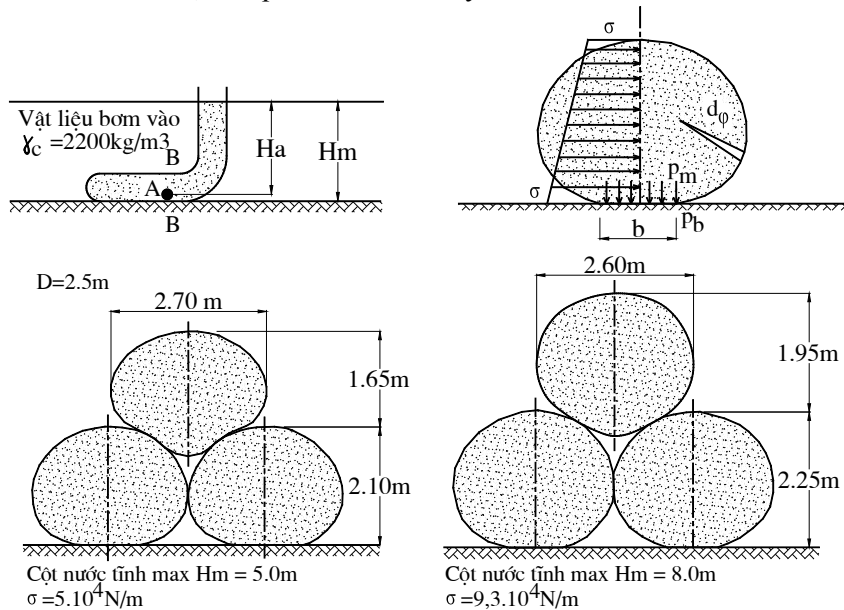 σ
Vật liệu bơm vào
γc =2200kg/m3
B
A
B
Ha
Hm
dφ
σ
pm
pb
b
D=2.5m
2.70 m
1.65m
2.10m
Cột nước tĩnh max Hm = 5.0m
σ =5.10⁴N/m
2.60m
1.95m
2.25m
Cột nước tĩnh max Hm = 8.0m
σ =9,3.10⁴N/m